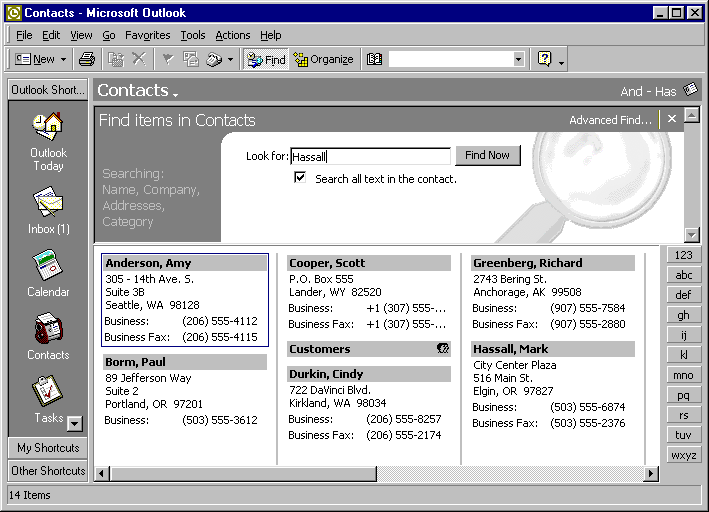 Contacts - Microsoft Outlook
File Edit View Go Favorites Tools Actions Help
New Find Organize
Outlook Short... Contacts And - Has
Find items in Contacts Advanced Find...
Look for: Hassall Find Now
Search all text in the contact.
Searching:
Name, Company,
Addresses,
Category
Outlook
Today
Inbox (1)
Calendar
Contacts
Tasks
My Shortcuts
Other Shortcuts
Anderson, Amy
305 - 14th Ave. S.
Suite 3B
Seattle, WA 98128
Business: (206) 555-4112
Business Fax: (206) 555-4115
Borm, Paul
89 Jefferson Way
Suite 2
Portland, OR 97201
Business: (503) 555-3612
Cooper, Scott
P.O. Box 555
Lander, WY 82520
Business: +1 (307) 555-...
Business Fax: +1 (307) 555-...
Customers
Durkin, Cindy
722 DaVinci Blvd.
Kirkland, WA 98034
Business: (206) 555-8257
Business Fax: (206) 555-2174
Greenberg, Richard
2743 Bering St.
Anchorage, AK 99508
Business: (907) 555-7584
Business Fax: (907) 555-2880
Hassall, Mark
City Center Plaza
516 Main St.
Elgin, OR 97827
Business: (503) 555-6874
Business Fax: (503) 555-2376
123
abc
def
gh
ij
kl
mno
pq
rs
tuv
wxyz
14 Items